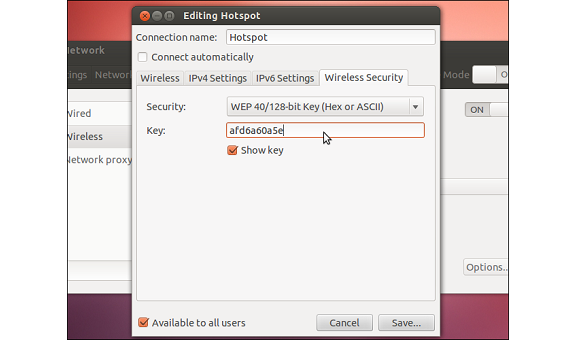 Editing Hotspot
Connection name: Hotspot
Network
Connect automatically
ings Network
Mode O
Wireless IPv4 Settings IPv6 Settings Wireless Security
Security: WEP 40/128-bit Key (Hex or ASCII)
Wired
ON
Key: afd6a60a5e
Wireless
Show key
Network proxy
Options..
Available to all users Cancel Save...